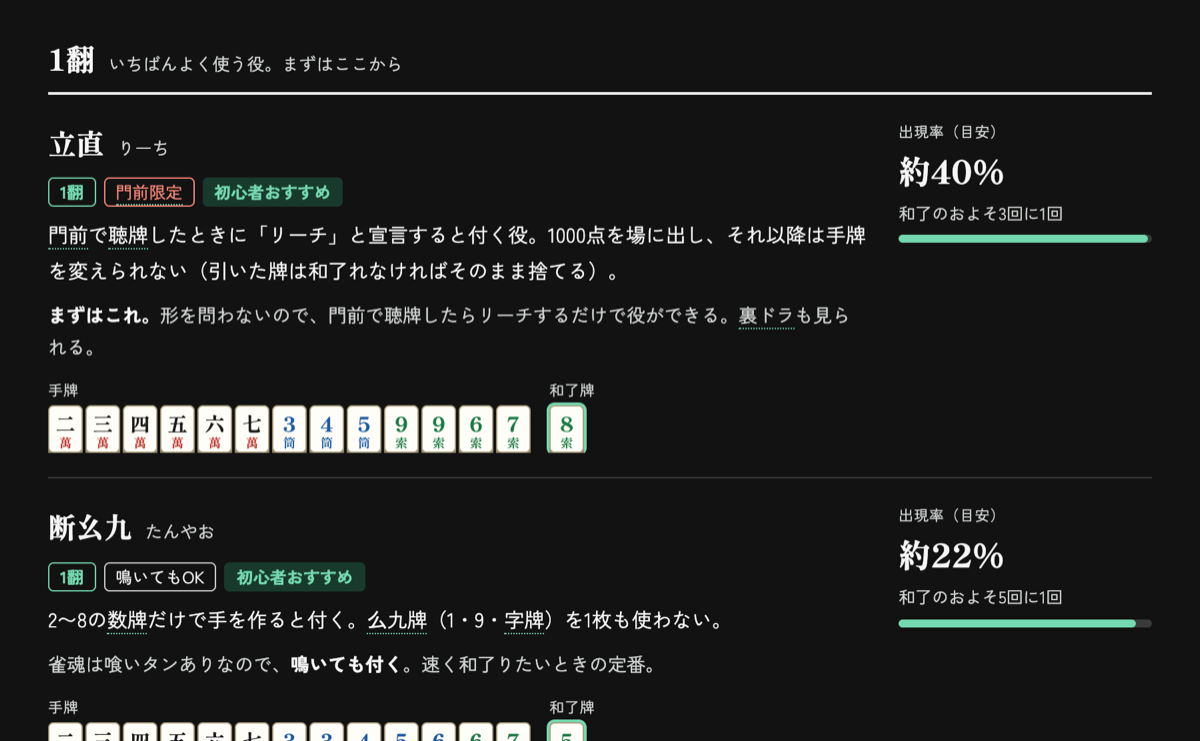 1翻 いちばんよく使う役。まずはここから
立直 りーち
1翻 門前限定 初心者おすすめ
門前で聴牌したときに「リーチ」と宣言すると付く役。1000点を場に出し、それ以降は手牌
を変えられない（引いた牌は和了れなければそのまま捨てる）。
まずはこれ。形を問わないので、門前で聴牌したらリーチするだけで役ができる。裏ドラも見ら
れる。
出現率（目安）
約40%
和了のおよそ3回に1回
手牌 和了牌
二 三 四 五 六 七 3 4 5 9 9 6 7 8
萬 萬 萬 萬 萬 萬 筒 筒 筒 索 索 索 索 索
断幺九 たんやお
1翻 鳴いてもOK 初心者おすすめ
2〜8の数牌だけで手を作ると付く。幺九牌（1・9・字牌）を1枚も使わない。
雀魂は喰いタンありなので、鳴いても付く。速く和了りたいときの定番。
出現率（目安）
約22%
和了のおよそ5回に1回
手牌 和了牌
二 三 四 五 六 七 2 3 4 5 6 6 7 5